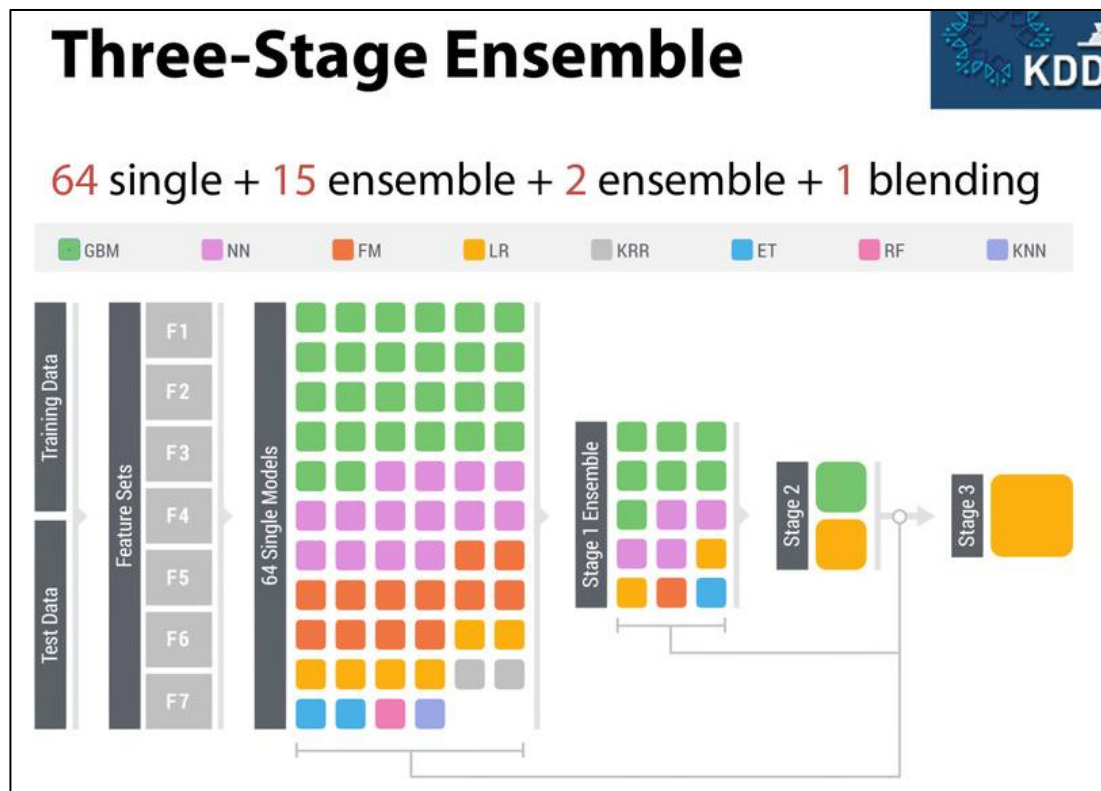 Three-Stage Ensemble
KDD
64 single + 15 ensemble + 2 ensemble + 1 blending
GBM NN FM LR KRR ET RF KNN
Training Data
Test Data
Feature Sets
F1
F2
F3
F4
F5
F6
F7
64 Single Models
Stage 1 Ensemble
Stage 2
Stage 3